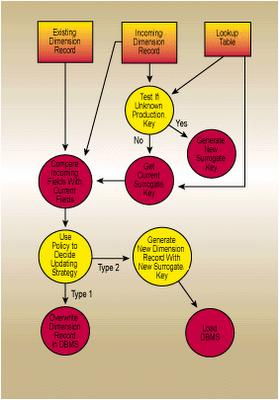 Existing
Dimension
Record
Incoming
Dimension
Record
Lookup
Table
Test If
Unknown
Production
Key
Yes
No
Generate
New
Surrogate
Key
Compare
Incoming
Fields With
Current
Fields
Get
Current
Surrogate
Key
Use
Policy to
Decide
Updating
Strategy
Type 2
Generate
New Dimension
Record With
New Surrogate
Key
Type 1
Overwrite
Dimension
Record
in DBMS
Load
DBMS